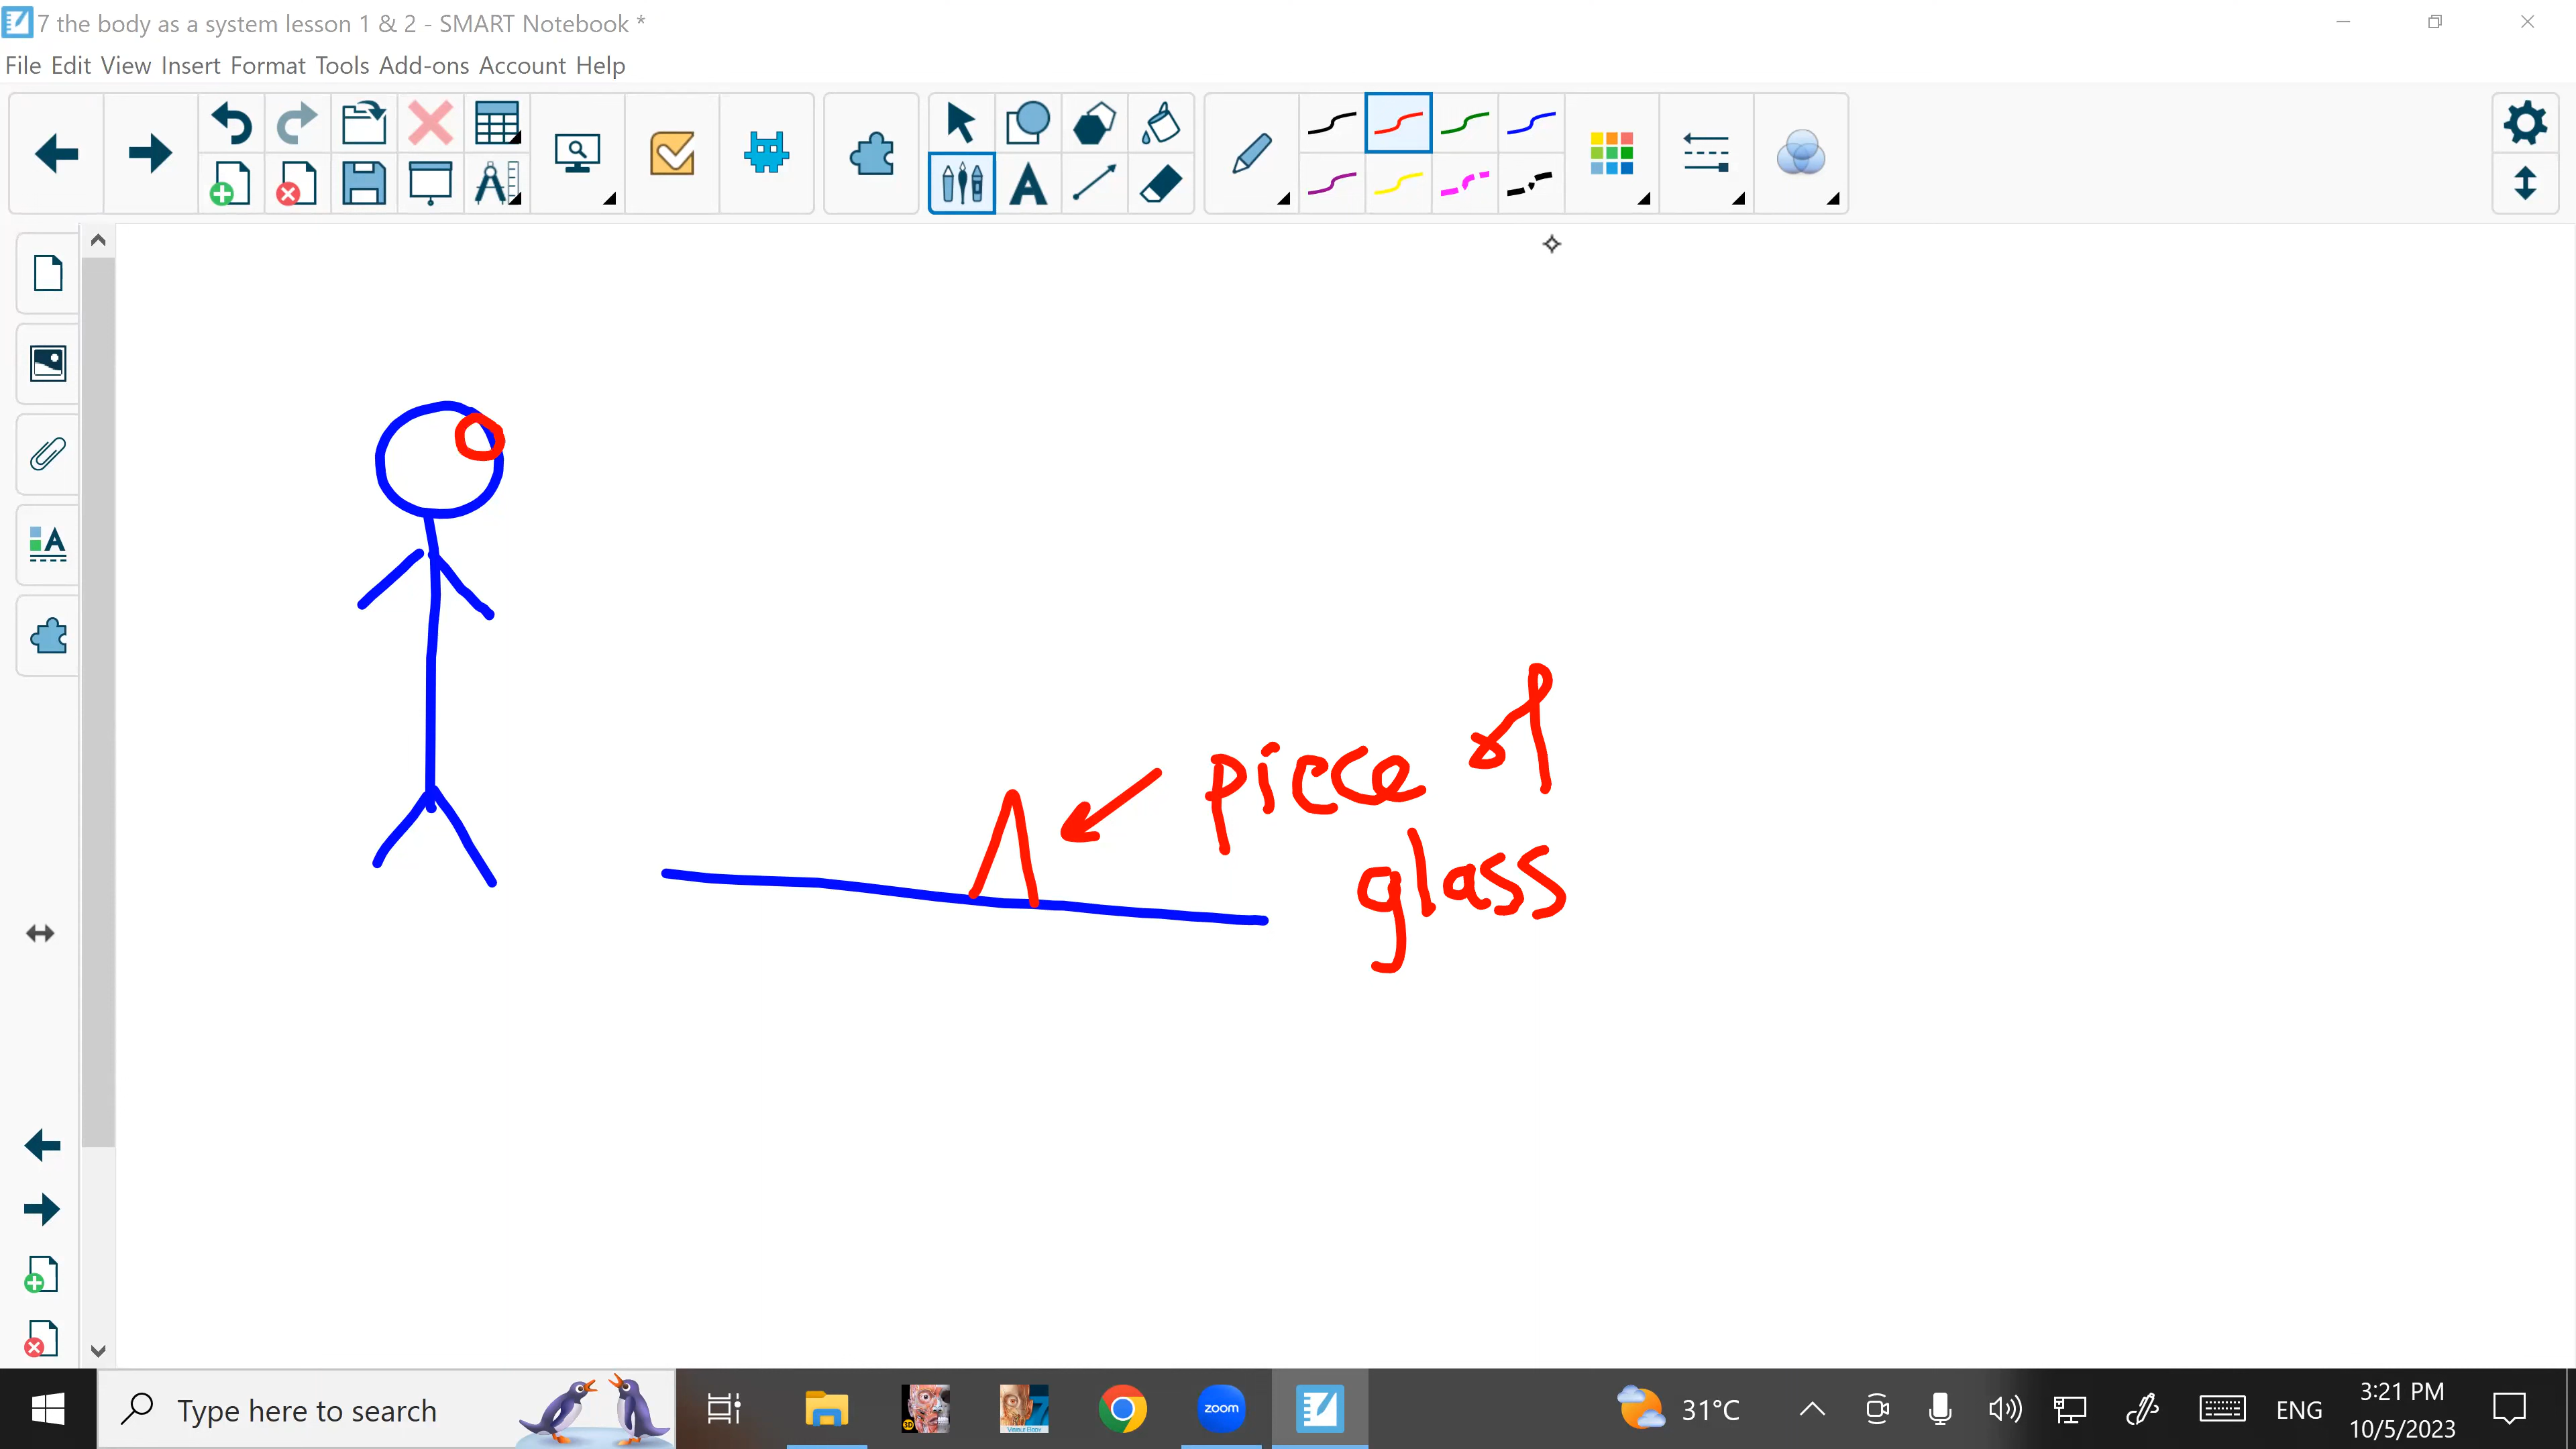 7 the body as a system lesson 1 & 2 - SMART Notebook *
File Edit View Insert Format Tools Add-ons Account Help
piece of
glass
Type here to search
zoom
31°C
ENG
3:21 PM
10/5/2023